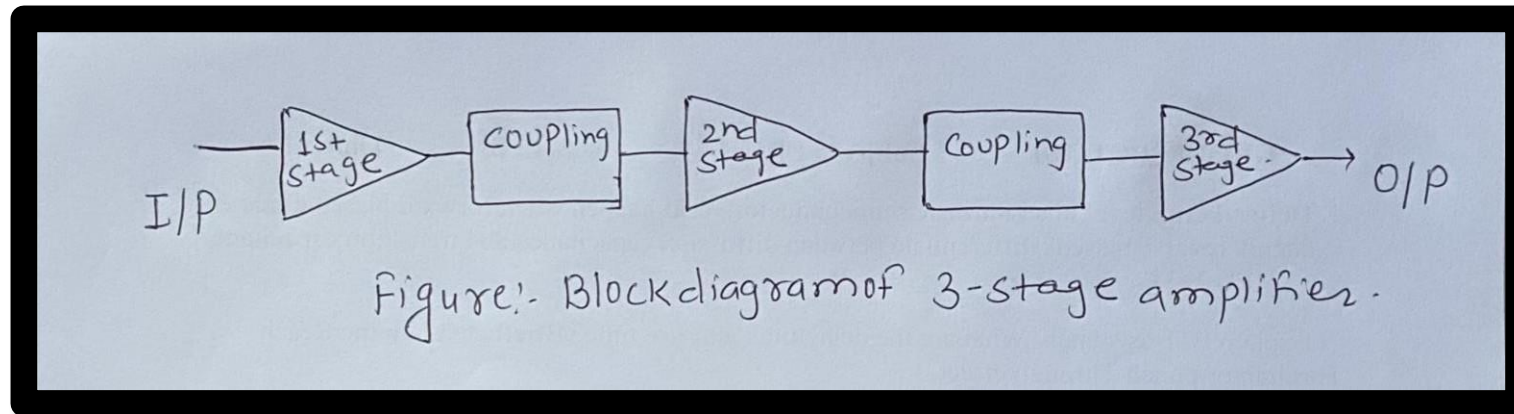 I/P
1st
stage
coupling
2nd
stage
coupling
3rd
stage
O/P
Figure:- Block diagram of 3-stage amplifier.